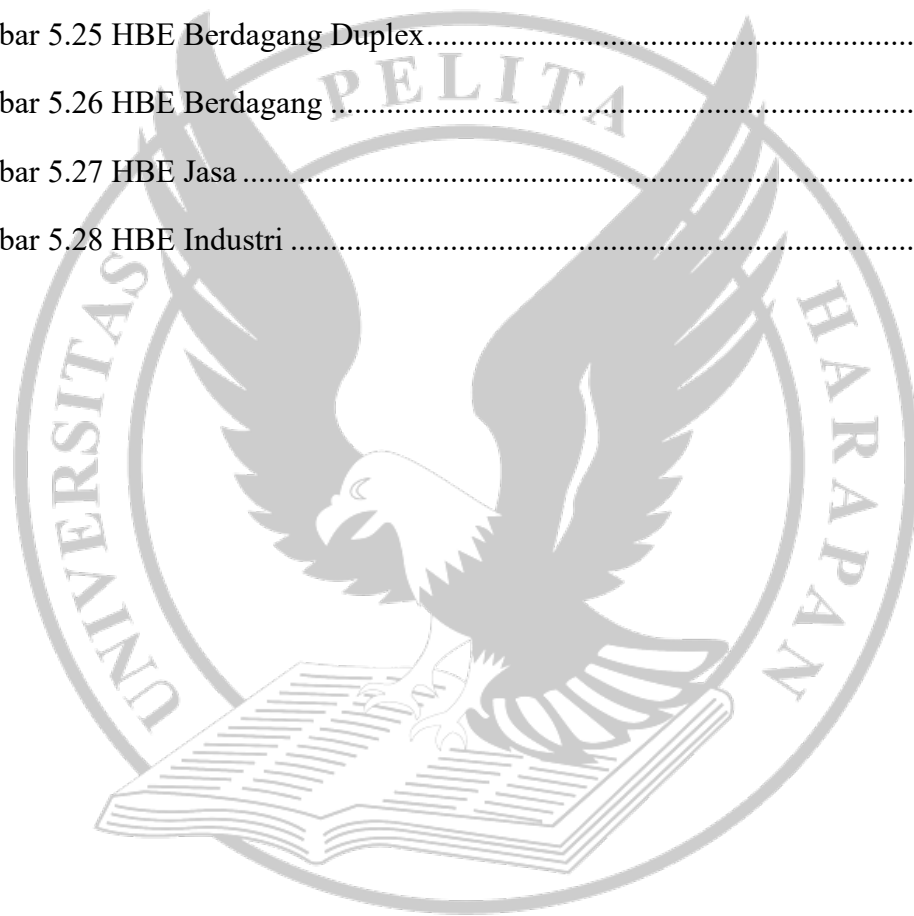 bar 5.25 HBE Berdagang Duplex........................................................................
bar 5.26 HBE Berdagang ....................................................................................
bar 5.27 HBE Jasa ...............................................................................................
bar 5.28 HBE Industri .........................................................................................
UNIVERSITAS PELITA HARAPAN